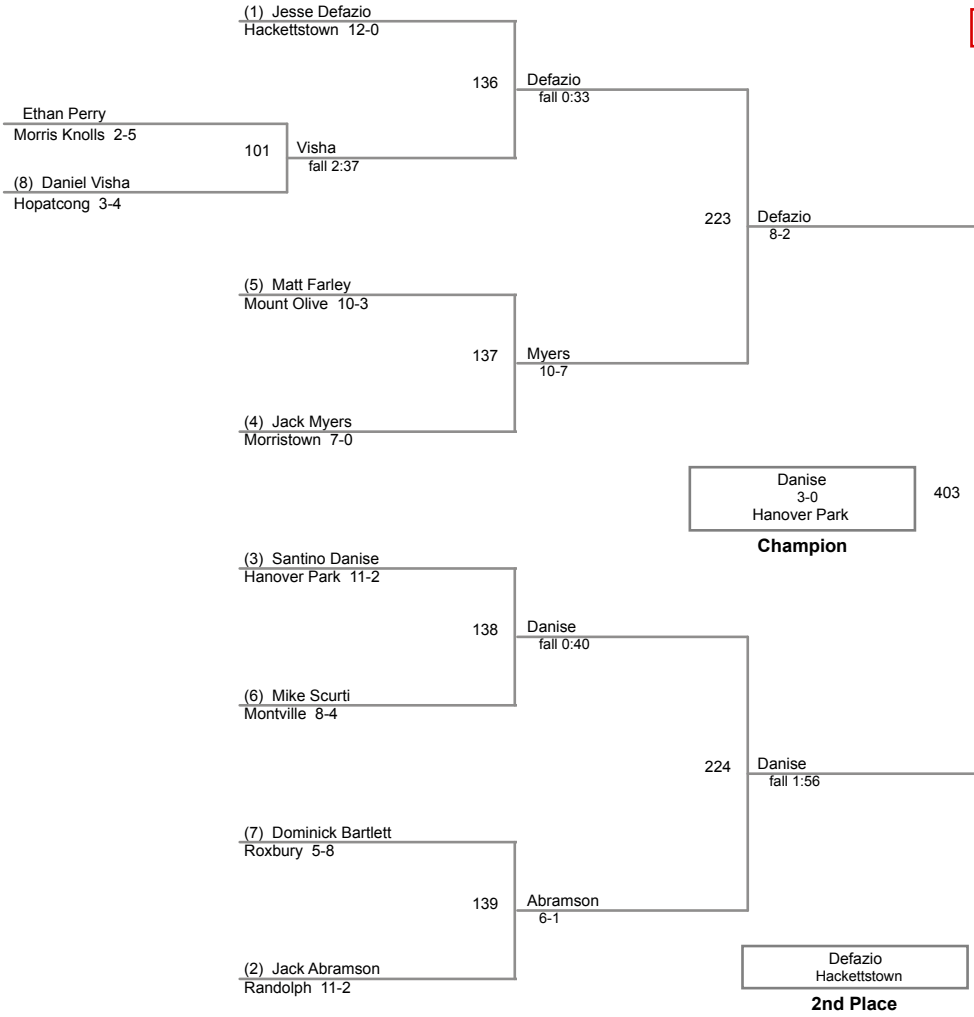 (1) Jesse Defazio
Hackettstown 12-0
136
Defazio
fall 0:33
Ethan Perry
Morris Knolls 2-5
101
Visha
fall 2:37
(8) Daniel Visha
Hopatcong 3-4
223
Defazio
8-2
(5) Matt Farley
Mount Olive 10-3
137
Myers
10-7
(4) Jack Myers
Morristown 7-0
Danise
3-0
Hanover Park
403
Champion
(3) Santino Danise
Hanover Park 11-2
138
Danise
fall 0:40
(6) Mike Scurti
Montville 8-4
224
Danise
fall 1:56
(7) Dominick Bartlett
Roxbury 5-8
139
Abramson
6-1
(2) Jack Abramson
Randolph 11-2
Defazio
Hackettstown
2nd Place